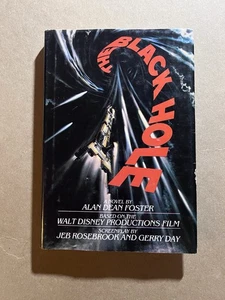 THE BLACK HOLE
A NOVEL BY
ALAN DEAN FOSTER
BASED ON THE
WALT DISNEY PRODUCTIONS FILM
SCREENPLAY BY
JEB ROSEBROOK AND GERRY DAY